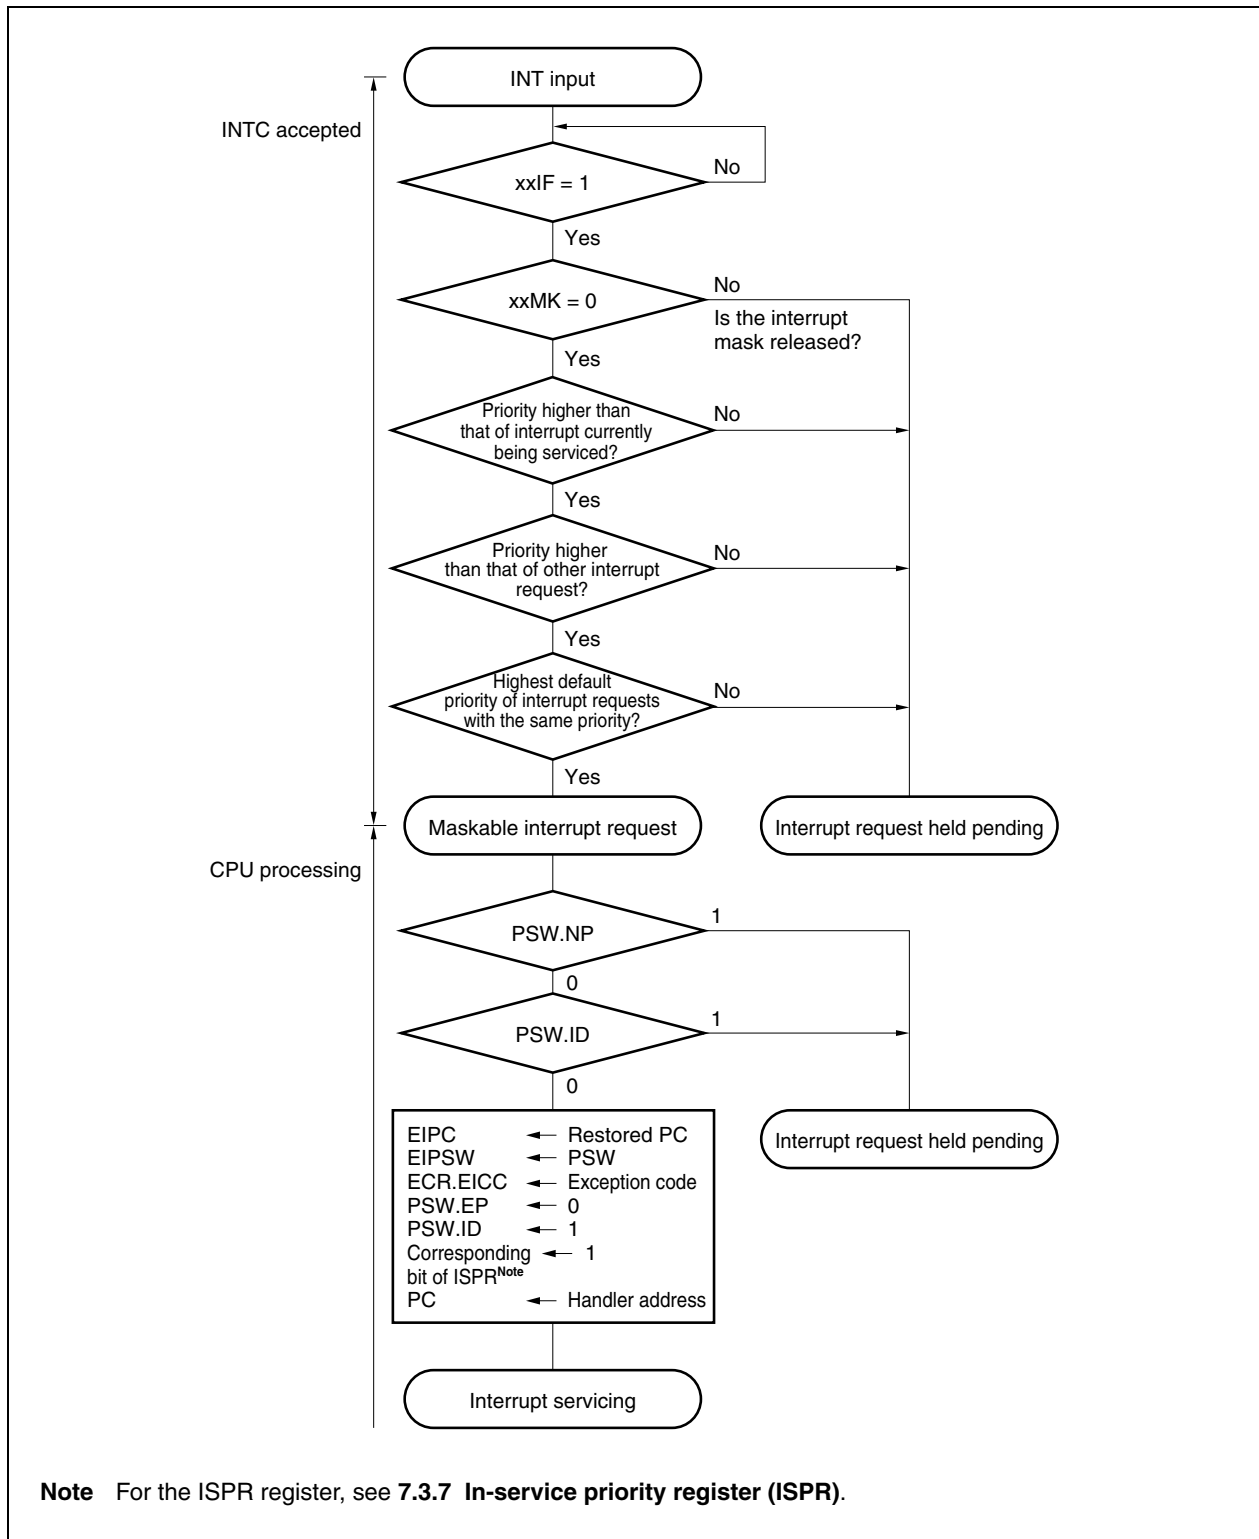 INT input
INTC accepted
xxIF = 1
No
Yes
xxMK = 0
No
Is the interrupt
mask released?
Yes
Priority higher than
that of interrupt currently
being serviced?
No
Yes
Priority higher
than that of other interrupt
request?
No
Yes
Highest default
priority of interrupt requests
with the same priority?
No
Yes
Maskable interrupt request
Interrupt request held pending
CPU processing
PSW.NP
1
0
PSW.ID
1
0
EIPC ← Restored PC
EIPSW ← PSW
ECR.EICC ← Exception code
PSW.EP ← 0
PSW.ID ← 1
Corresponding ← 1
bit of ISPRNote
PC ← Handler address
Interrupt request held pending
Interrupt servicing
Note For the ISPR register, see 7.3.7 In-service priority register (ISPR).